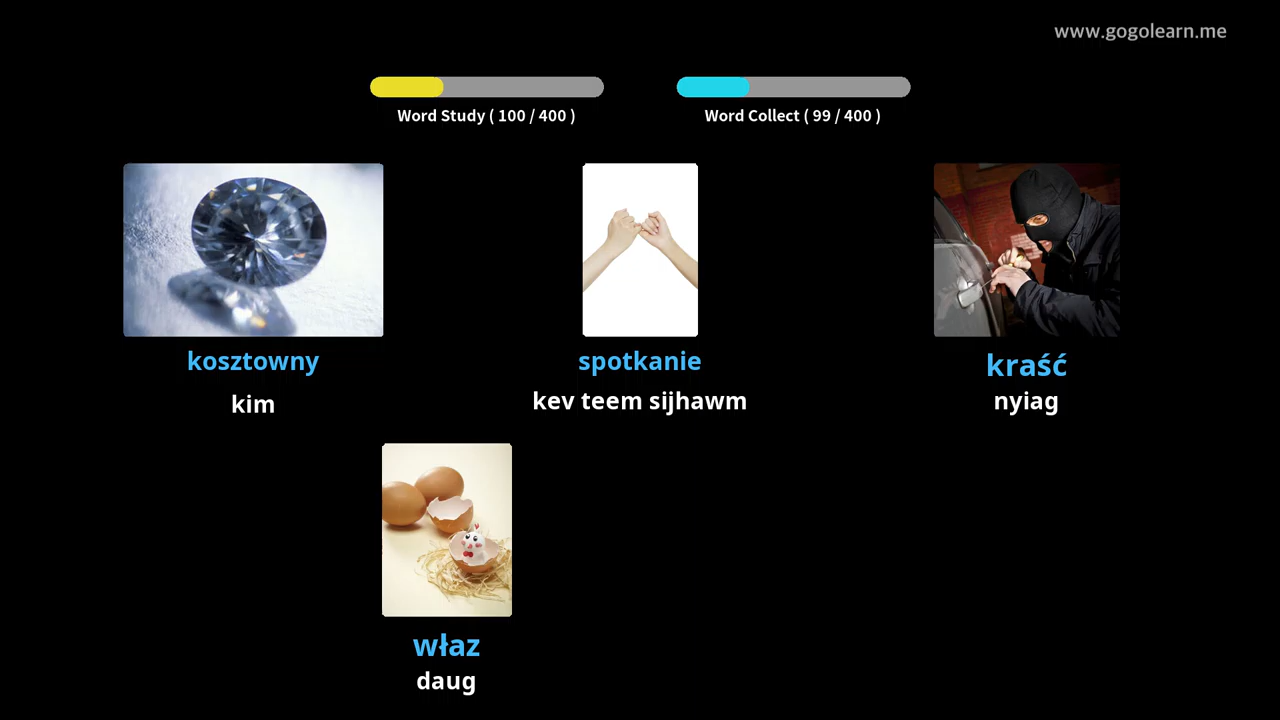 www.gogolearn.me
Word Study ( 100 / 400 )
Word Collect ( 99 / 400 )
kosztowny
kim
spotkanie
kev teem sijhawm
kraść
nyiag
właz
daug